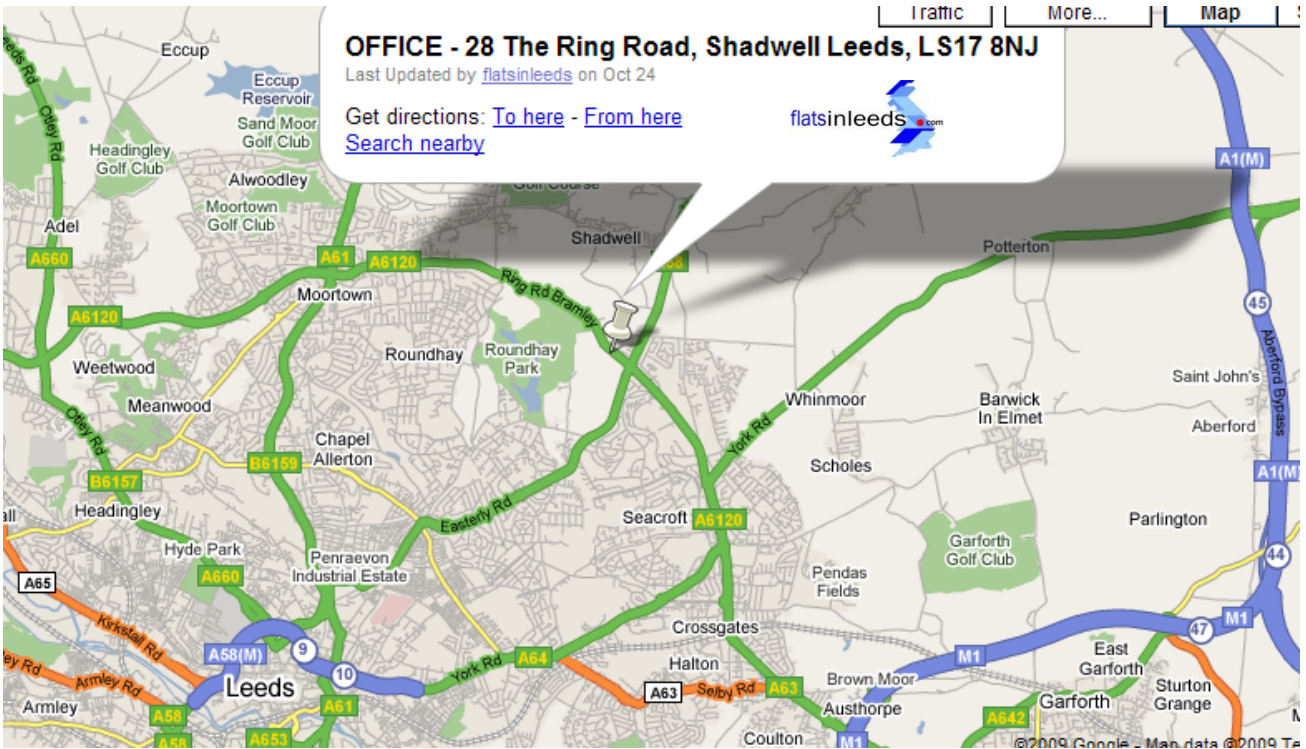 Traffic
More...
Map
OFFICE - 28 The Ring Road, Shadwell Leeds, LS17 8NJ
Last Updated by flatsinleeds on Oct 24
Get directions: To here - From here
Search nearby
flatsinleeds
.com
Eccup
Eccup
Reservoir
Sand Moor
Golf Club
Otley Rd
Headingley
Golf Club
Alwoodley
Moortown
Golf Club
Golf Course
A1(M)
Adel
Shadwell
Potterton
A660
A61
A6120
Ring Rd Bramley
Moortown
45
A6120
Aberford Bypass
Roundhay
Roundhay
Park
Weetwood
Saint John's
Meanwood
Whinmoor
Barwick
In Elmet
Otley Rd
Aberford
York Rd
Chapel
Allerton
B6159
Scholes
A1(M)
B6157
Headingley
Easterly Rd
Seacroft
A6120
Parlington
Hyde Park
Garforth
Golf Club
44
Penraevon
Industrial Estate
A660
A65
Pendas
Fields
Kirkstall Rd
Crossgates
47
M1
A58(M)
9
York Rd
A64
Halton
M1
East
Garforth
10
Leeds
A63
Selby Rd
A63
Brown Moor
Armley Rd
Armley
A58
A61
Austhorpe
Garforth
Sturton
Grange
A642
A58
A653
Coulton
M1
©2009 Google - Map data ©2009